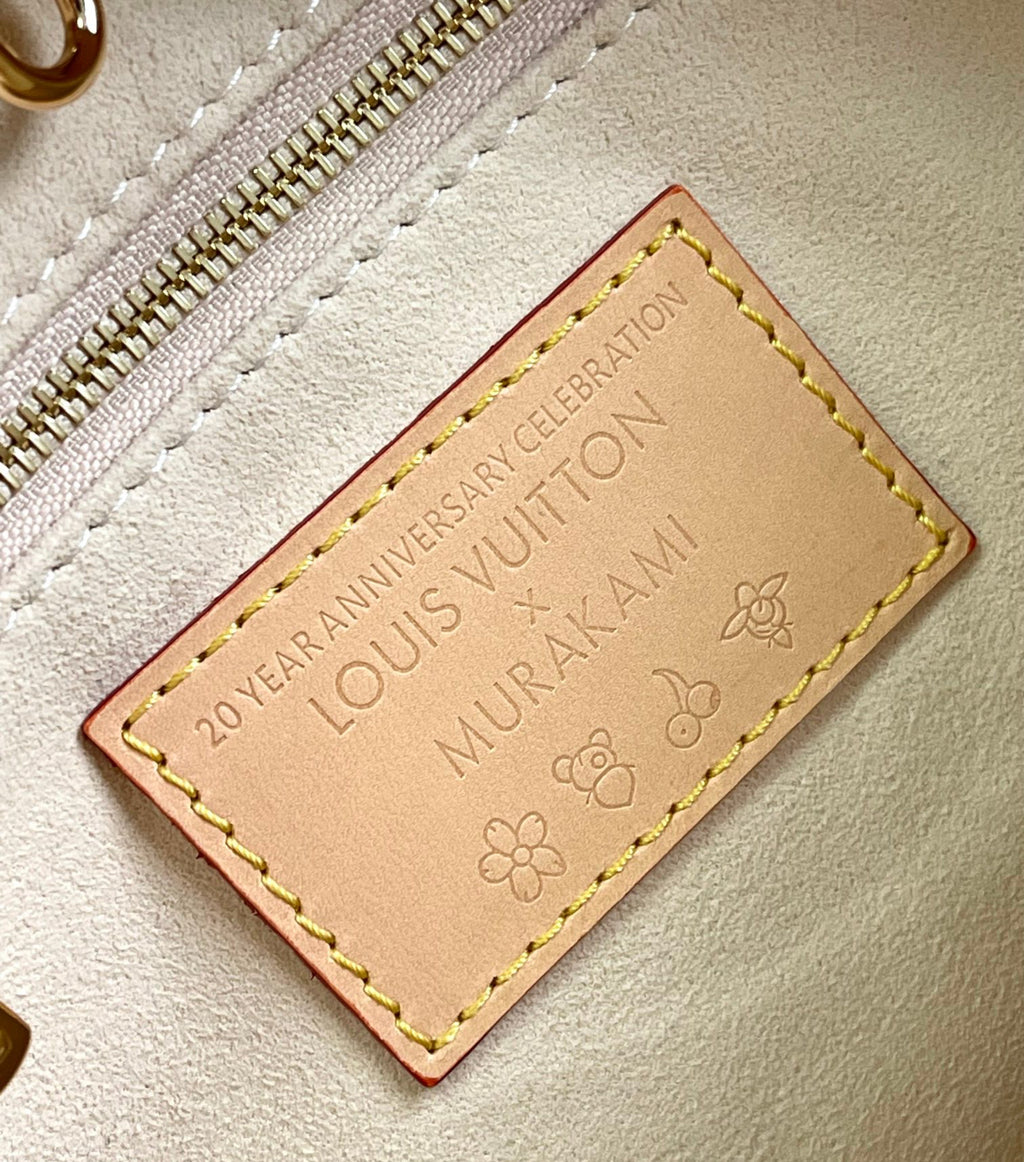 20 YEAR ANNIVERSARY CELEBRATION
LOUIS VUITTON
X
MURAKAMI